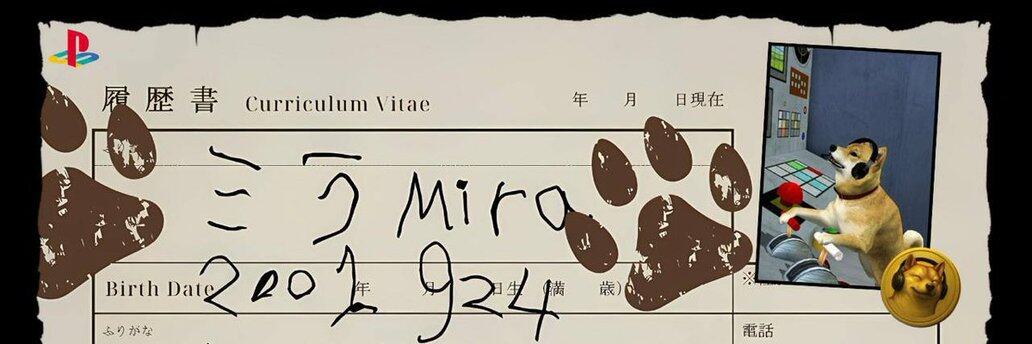 履歴書 Curriculum Vitae 年 月 日現在
ミラ Mira
Birth Date 2001 年 月 924 日生 (満 歳)
※
ふりがな 電話